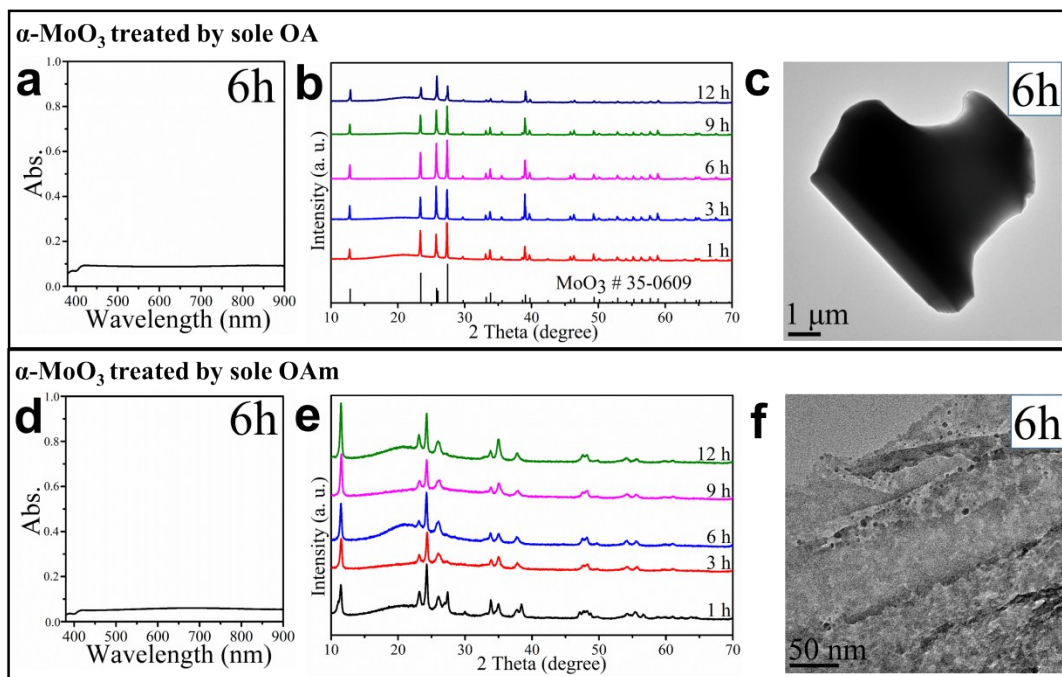 α-MoO₃ treated by sole OA
a
Abs.
1.0
0.8
0.6
0.4
0.2
0.0
6h
400 500 600 700 800 900
Wavelength (nm)
b
Intensity (a. u.)
12 h
9 h
6 h
3 h
1 h
MoO₃ # 35-0609
10 20 30 40 50 60 70
2 Theta (degree)
c
6h
1 μm
α-MoO₃ treated by sole OAm
d
Abs.
1.0
0.8
0.6
0.4
0.2
0.0
6h
400 500 600 700 800 900
Wavelength (nm)
e
Intensity (a. u.)
12 h
9 h
6 h
3 h
1 h
10 20 30 40 50 60 70
2 Theta (degree)
f
6h
50 nm